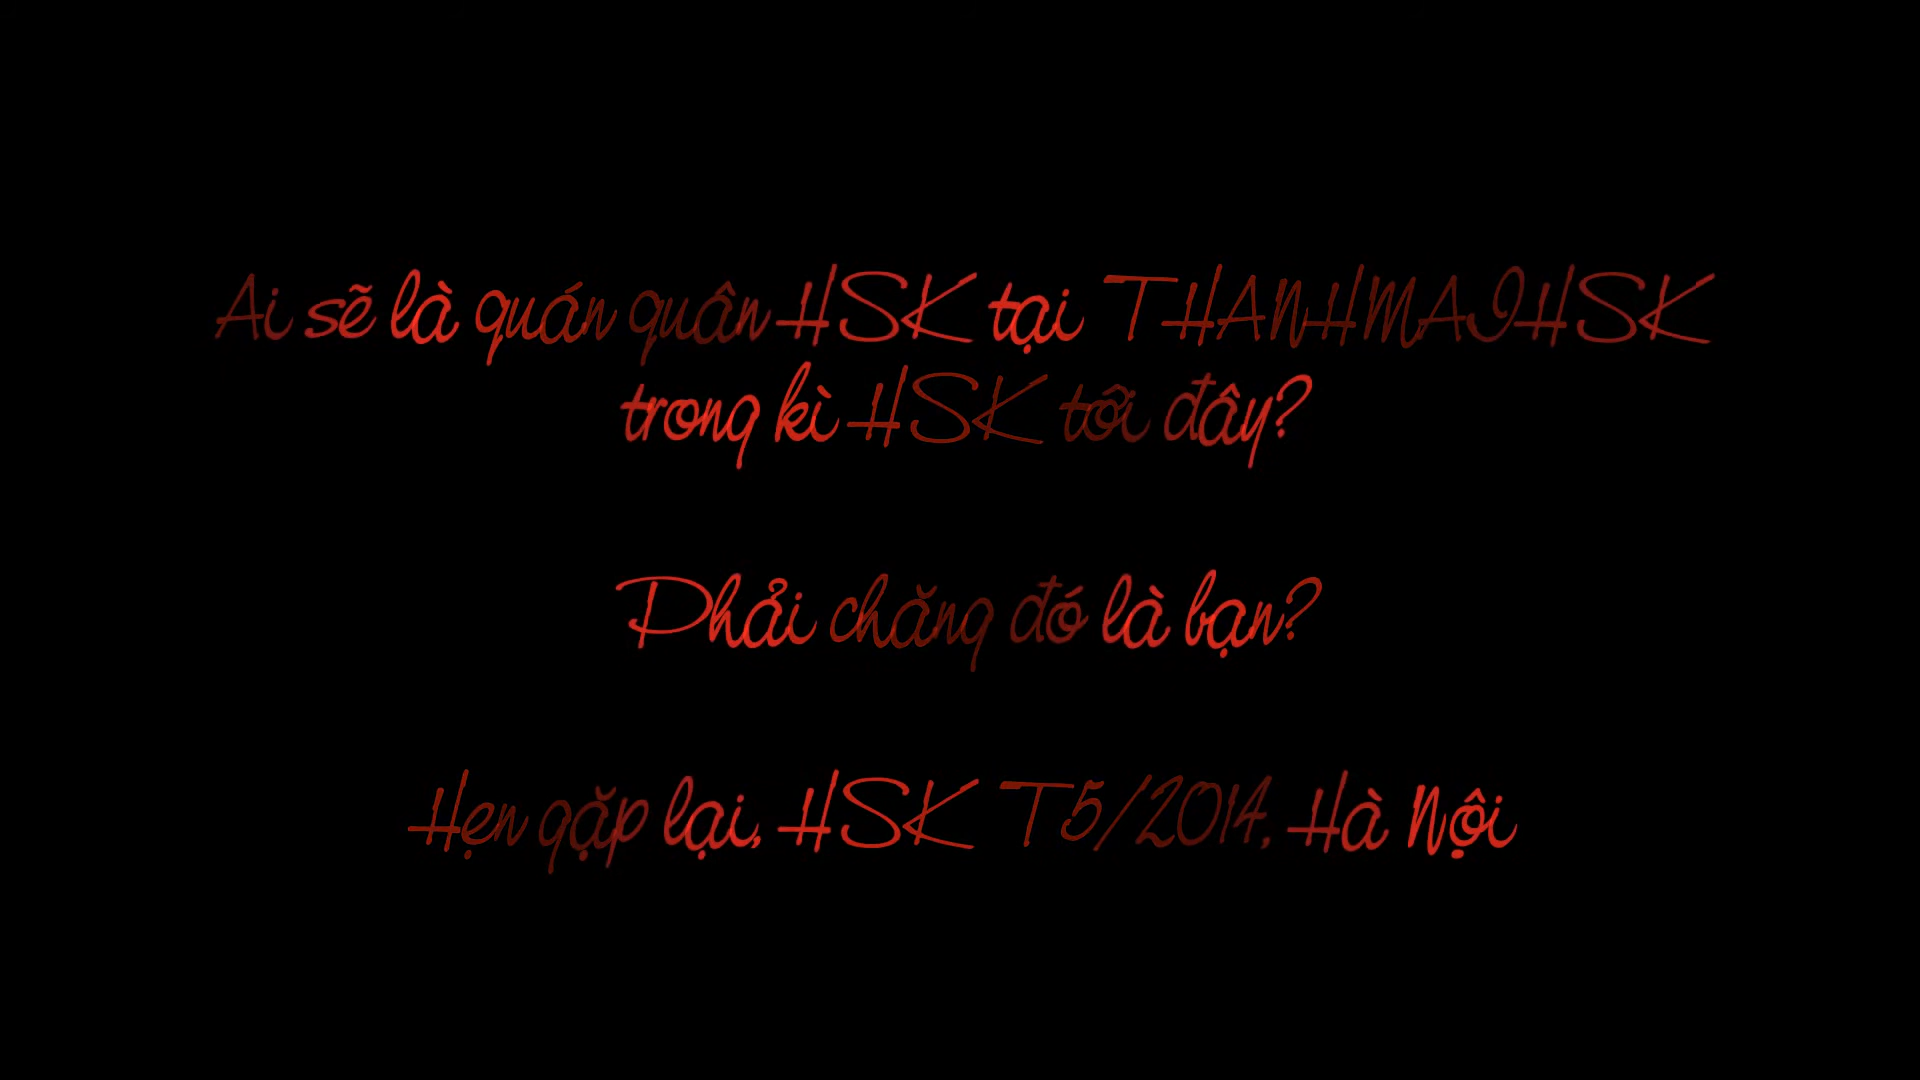 Ai sẽ là quán quân HSK tại THANHMAIHSK
trong kì HSK tới đây?
Phải chăng đó là bạn?
Hẹn gặp lại, HSK T5/2014, Hà Nội